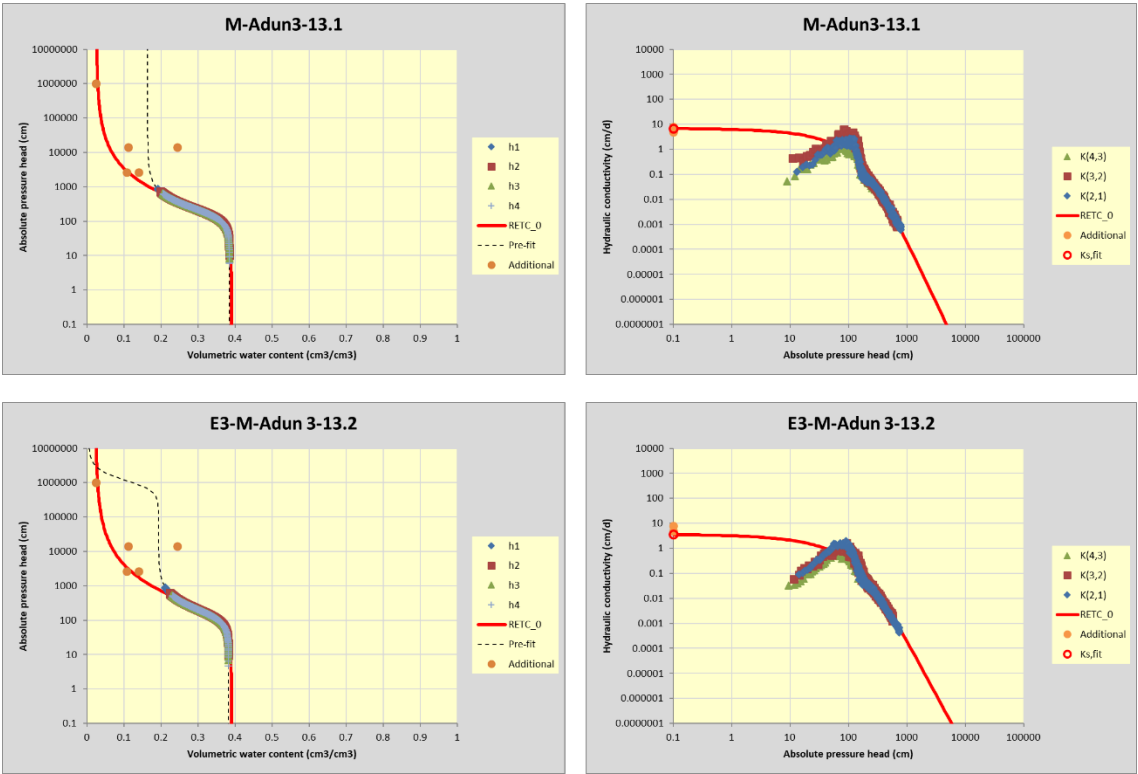 M-Adun3-13.1
Absolute pressure head (cm)
10000000
1000000
100000
10000
1000
100
10
1
0.1
0 0.1 0.2 0.3 0.4 0.5 0.6 0.7 0.8 0.9 1
Volumetric water content (cm3/cm3)
h1
h2
h3
h4
RETC_0
Pre-fit
Additional
M-Adun3-13.1
Hydraulic conductivity (cm/d)
10000
1000
100
10
1
0.1
0.01
0.001
0.0001
0.00001
0.000001
0.0000001
0.1 1 10 100 1000 10000 100000
Absolute pressure head (cm)
K(4,3)
K(3,2)
K(2,1)
RETC_0
Additional
Ks,fit
E3-M-Adun 3-13.2
Absolute pressure head (cm)
10000000
1000000
100000
10000
1000
100
10
1
0.1
0 0.1 0.2 0.3 0.4 0.5 0.6 0.7 0.8 0.9 1
Volumetric water content (cm3/cm3)
h1
h2
h3
h4
RETC_0
Pre-fit
Additional
E3-M-Adun 3-13.2
Hydraulic conductivity (cm/d)
10000
1000
100
10
1
0.1
0.01
0.001
0.0001
0.00001
0.000001
0.0000001
0.1 1 10 100 1000 10000 100000
Absolute pressure head (cm)
K(4,3)
K(3,2)
K(2,1)
RETC_0
Additional
Ks,fit